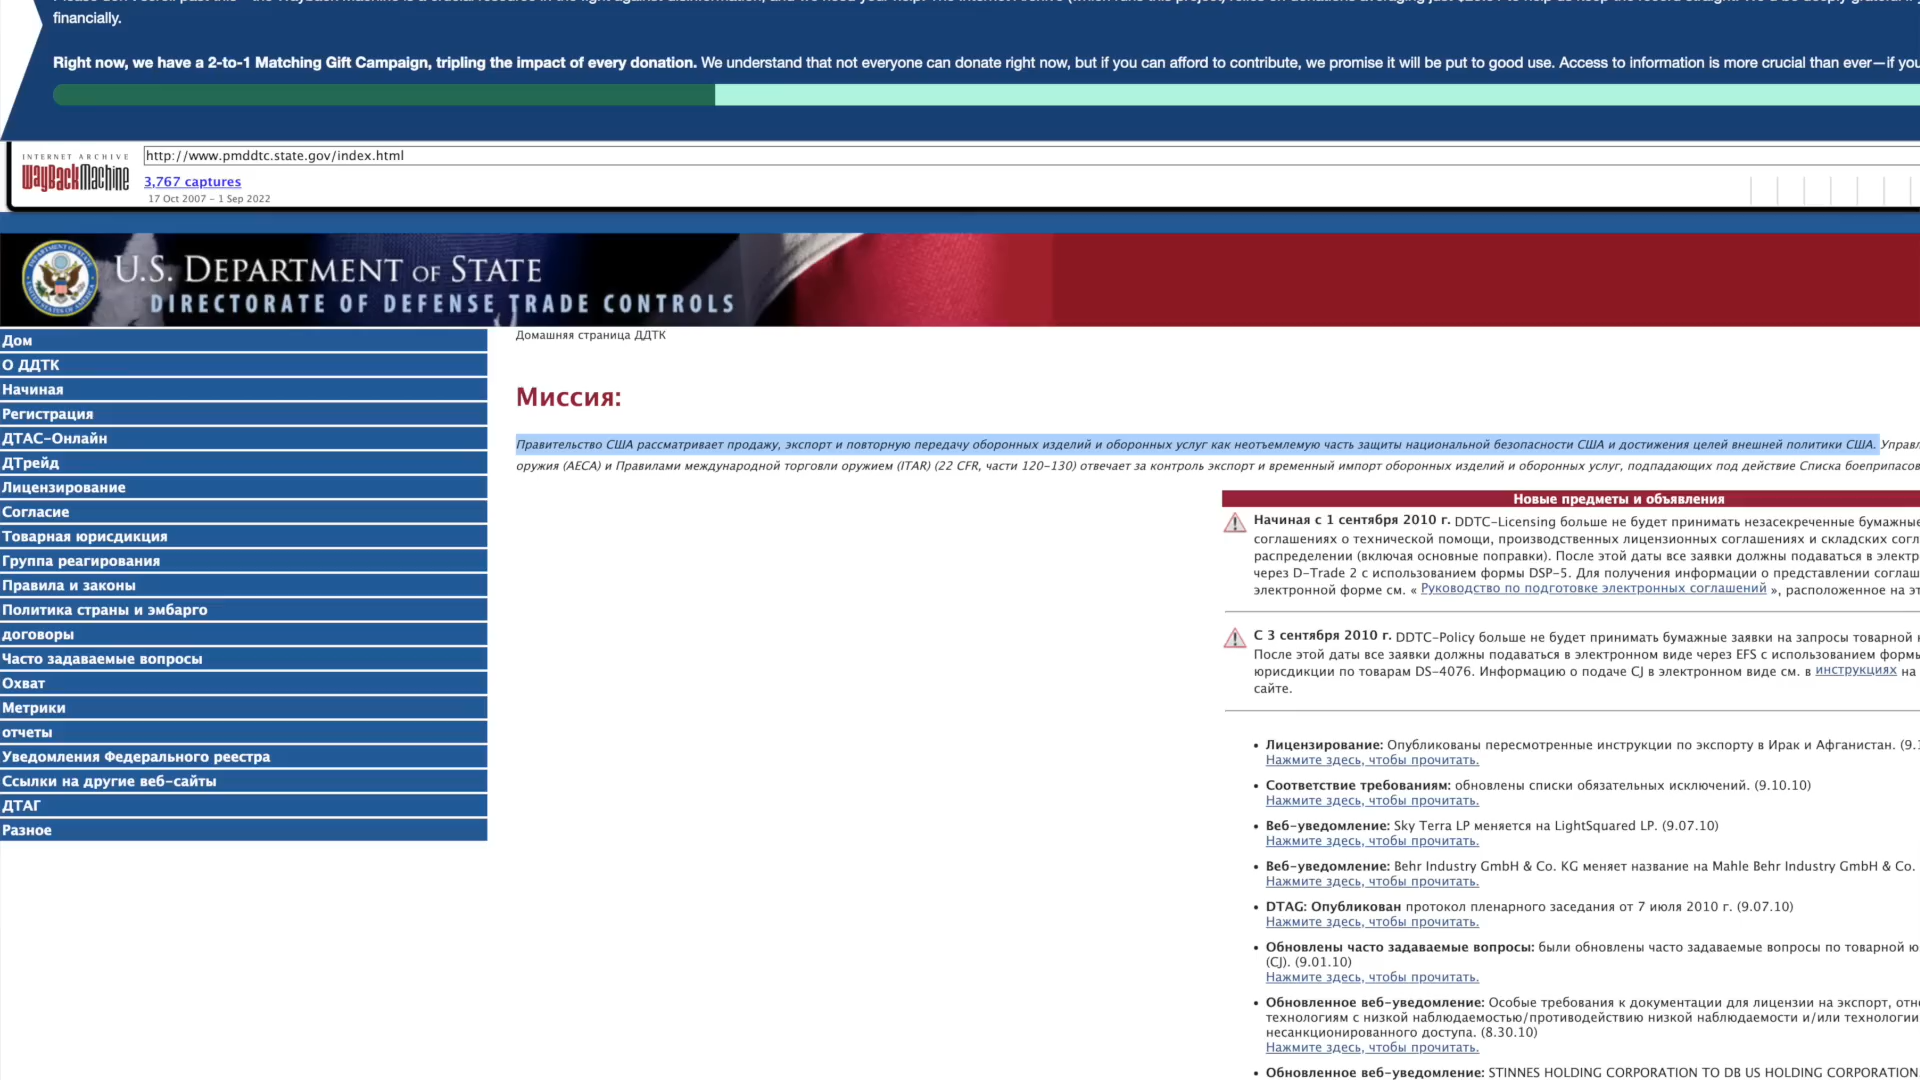 financially.
Right now, we have a 2-to-1 Matching Gift Campaign, tripling the impact of every donation. We understand that not everyone can donate right now, but if you can afford to contribute, we promise it will be put to good use. Access to information is more crucial than ever—if you
INTERNET ARCHIVE
WayBackMachine
http://www.pmddtc.state.gov/index.html
3,767 captures
17 Oct 2007 - 1 Sep 2022
U.S. DEPARTMENT OF STATE
DIRECTORATE OF DEFENSE TRADE CONTROLS
Дом
О ДДТК
Начиная
Регистрация
ДТАС-Онлайн
ДТрейд
Лицензирование
Согласие
Товарная юрисдикция
Группа реагирования
Правила и законы
Политика страны и эмбарго
договоры
Часто задаваемые вопросы
Охват
Метрики
отчеты
Уведомления Федерального реестра
Ссылки на другие веб-сайты
ДТАГ
Разное
Домашняя страница ДДТК
Миссия:
Правительство США рассматривает продажу, экспорт и повторную передачу оборонных изделий и оборонных услуг как неотъемлемую часть защиты национальной безопасности США и достижения целей внешней политики США. Управл
оружия (AECA) и Правилами международной торговли оружием (ITAR) (22 CFR, части 120-130) отвечает за контроль экспорт и временный импорт оборонных изделий и оборонных услуг, подпадающих под действие Списка боеприпасов
Новые предметы и объявления
Начиная с 1 сентября 2010 г. DDTC-Licensing больше не будет принимать незасекреченные бумажные
соглашениях о технической помощи, производственных лицензионных соглашениях и складских согл
распределении (включая основные поправки). После этой даты все заявки должны подаваться в электр
через D-Trade 2 с использованием формы DSP-5. Для получения информации о представлении соглаш
электронной форме см. « Руководство по подготовке электронных соглашений », расположенное на эт
С 3 сентября 2010 г. DDTC-Policy больше не будет принимать бумажные заявки на запросы товарной
После этой даты все заявки должны подаваться в электронном виде через EFS с использованием формы
юрисдикции по товарам DS-4076. Информацию о подаче CJ в электронном виде см. в инструкциях на
сайте.
• Лицензирование: Опубликованы пересмотренные инструкции по экспорту в Ирак и Афганистан. (9.
Нажмите здесь, чтобы прочитать.
• Соответствие требованиям: обновлены списки обязательных исключений. (9.10.10)
Нажмите здесь, чтобы прочитать.
• Веб-уведомление: Sky Terra LP меняется на LightSquared LP. (9.07.10)
Нажмите здесь, чтобы прочитать.
• Веб-уведомление: Behr Industry GmbH & Co. KG меняет название на Mahle Behr Industry GmbH & Co.
Нажмите здесь, чтобы прочитать.
• DTAG: Опубликован протокол пленарного заседания от 7 июля 2010 г. (9.07.10)
Нажмите здесь, чтобы прочитать.
• Обновлены часто задаваемые вопросы: были обновлены часто задаваемые вопросы по товарной ю
(CJ). (9.01.10)
Нажмите здесь, чтобы прочитать.
• Обновленное веб-уведомление: Особые требования к документации для лицензии на экспорт, отн
технологиям с низкой наблюдаемостью/противодействию низкой наблюдаемости и/или технологии
несанкционированного доступа. (8.30.10)
Нажмите здесь, чтобы прочитать.
• Обновленное веб-уведомление: STINNES HOLDING CORPORATION TO DB US HOLDING CORPORATION